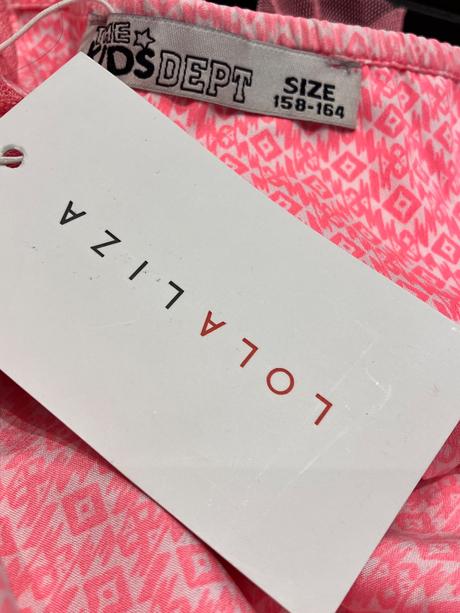 THE
KIDS DEPT
SIZE
158-164
LOLALIZA